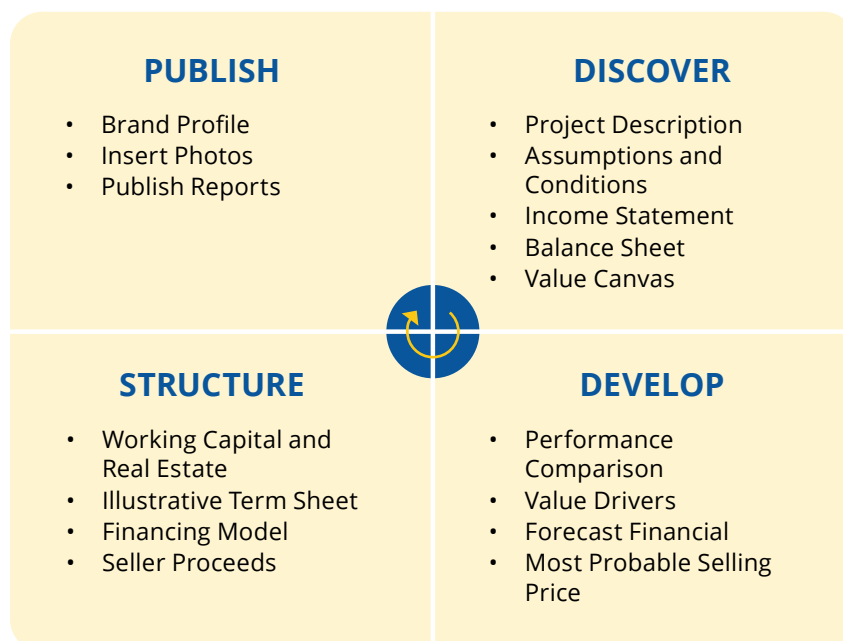 PUBLISH
• Brand Profile
• Insert Photos
• Publish Reports
DISCOVER
• Project Description
• Assumptions and
Conditions
• Income Statement
• Balance Sheet
• Value Canvas
STRUCTURE
• Working Capital and
Real Estate
• Illustrative Term Sheet
• Financing Model
• Seller Proceeds
DEVELOP
• Performance
Comparison
• Value Drivers
• Forecast Financial
• Most Probable Selling
Price